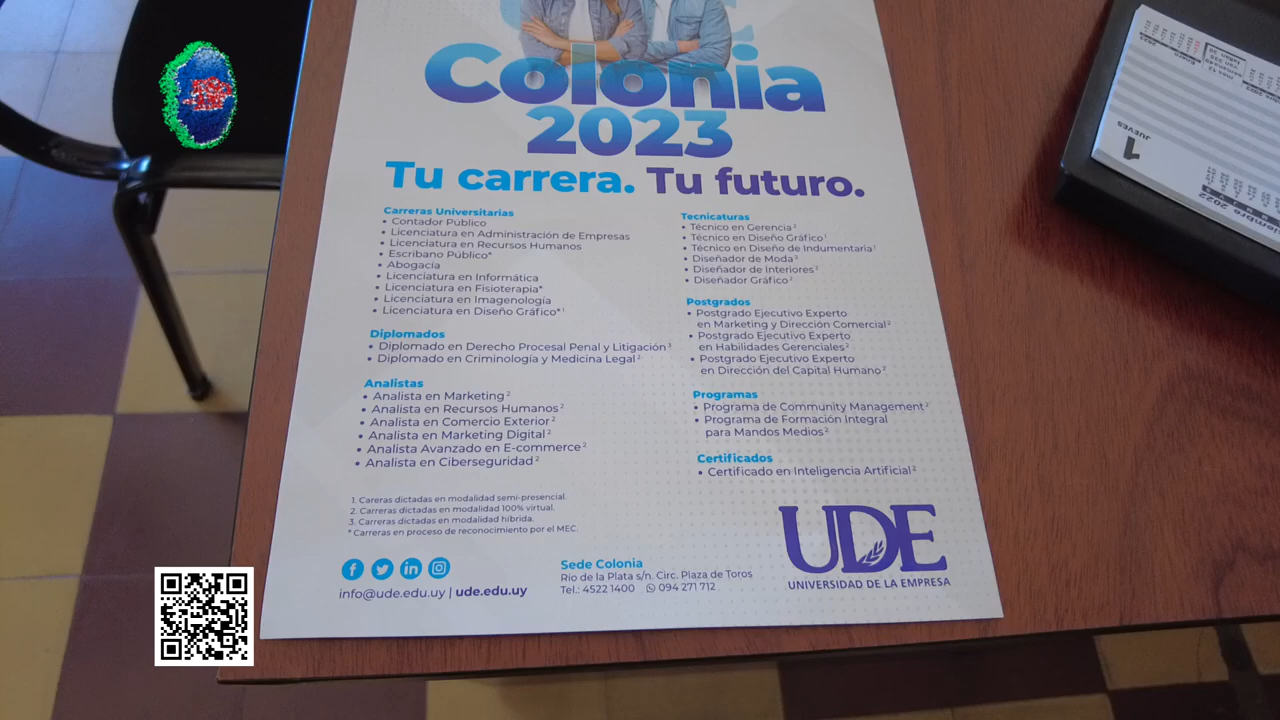 Colonia
2023
Tu carrera. Tu futuro.
Carreras Universitarias
• Contador Público
• Licenciatura en Administración de Empresas
• Licenciatura en Recursos Humanos
• Escribano Público*
• Abogacía
• Licenciatura en Informática
• Licenciatura en Fisioterapia*
• Licenciatura en Imagenología
• Licenciatura en Diseño Gráfico*¹
Diplomados
• Diplomado en Derecho Procesal Penal y Litigación³
• Diplomado en Criminología y Medicina Legal²
Analistas
• Analista en Marketing²
• Analista en Recursos Humanos²
• Analista en Comercio Exterior²
• Analista en Marketing Digital²
• Analista Avanzado en E-commerce²
• Analista en Ciberseguridad²
Tecnicaturas
• Técnico en Gerencia²
• Técnico en Diseño Gráfico¹
• Técnico en Diseño de Indumentaria¹
• Diseñador de Moda²
• Diseñador de Interiores²
• Diseñador Gráfico²
Postgrados
• Postgrado Ejecutivo Experto
en Marketing y Dirección Comercial²
• Postgrado Ejecutivo Experto
en Habilidades Gerenciales²
• Postgrado Ejecutivo Experto
en Dirección del Capital Humano²
Programas
• Programa de Community Management²
• Programa de Formación Integral
para Mandos Medios²
Certificados
• Certificado en Inteligencia Artificial²
1. Careras dictadas en modalidad semi-presencial.
2. Carreras dictadas en modalidad 100% virtual.
3. Carreras dictadas en modalidad híbrida.
* Carreras en proceso de reconocimiento por el MEC.
info@ude.edu.uy | ude.edu.uy
Sede Colonia
Río de la Plata s/n. Circ. Plaza de Toros
Tel.: 4522 1400 094 271 712
UDE
UNIVERSIDAD DE LA EMPRESA
1
JUEVES